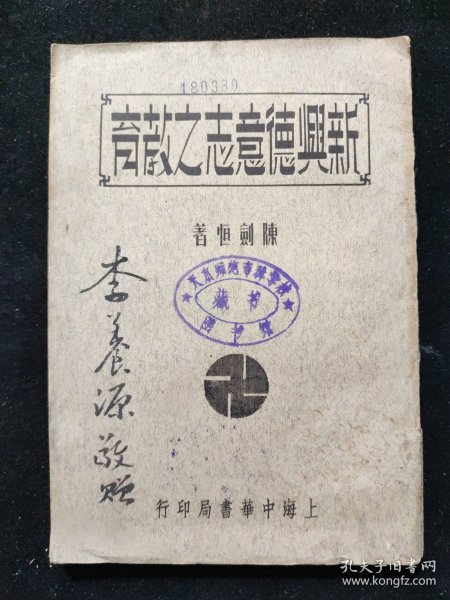 新興德意志之教育
陳劍恒著
李養源敬贈
上海中華書局印行
孔夫子旧书网
www.kongfz.com